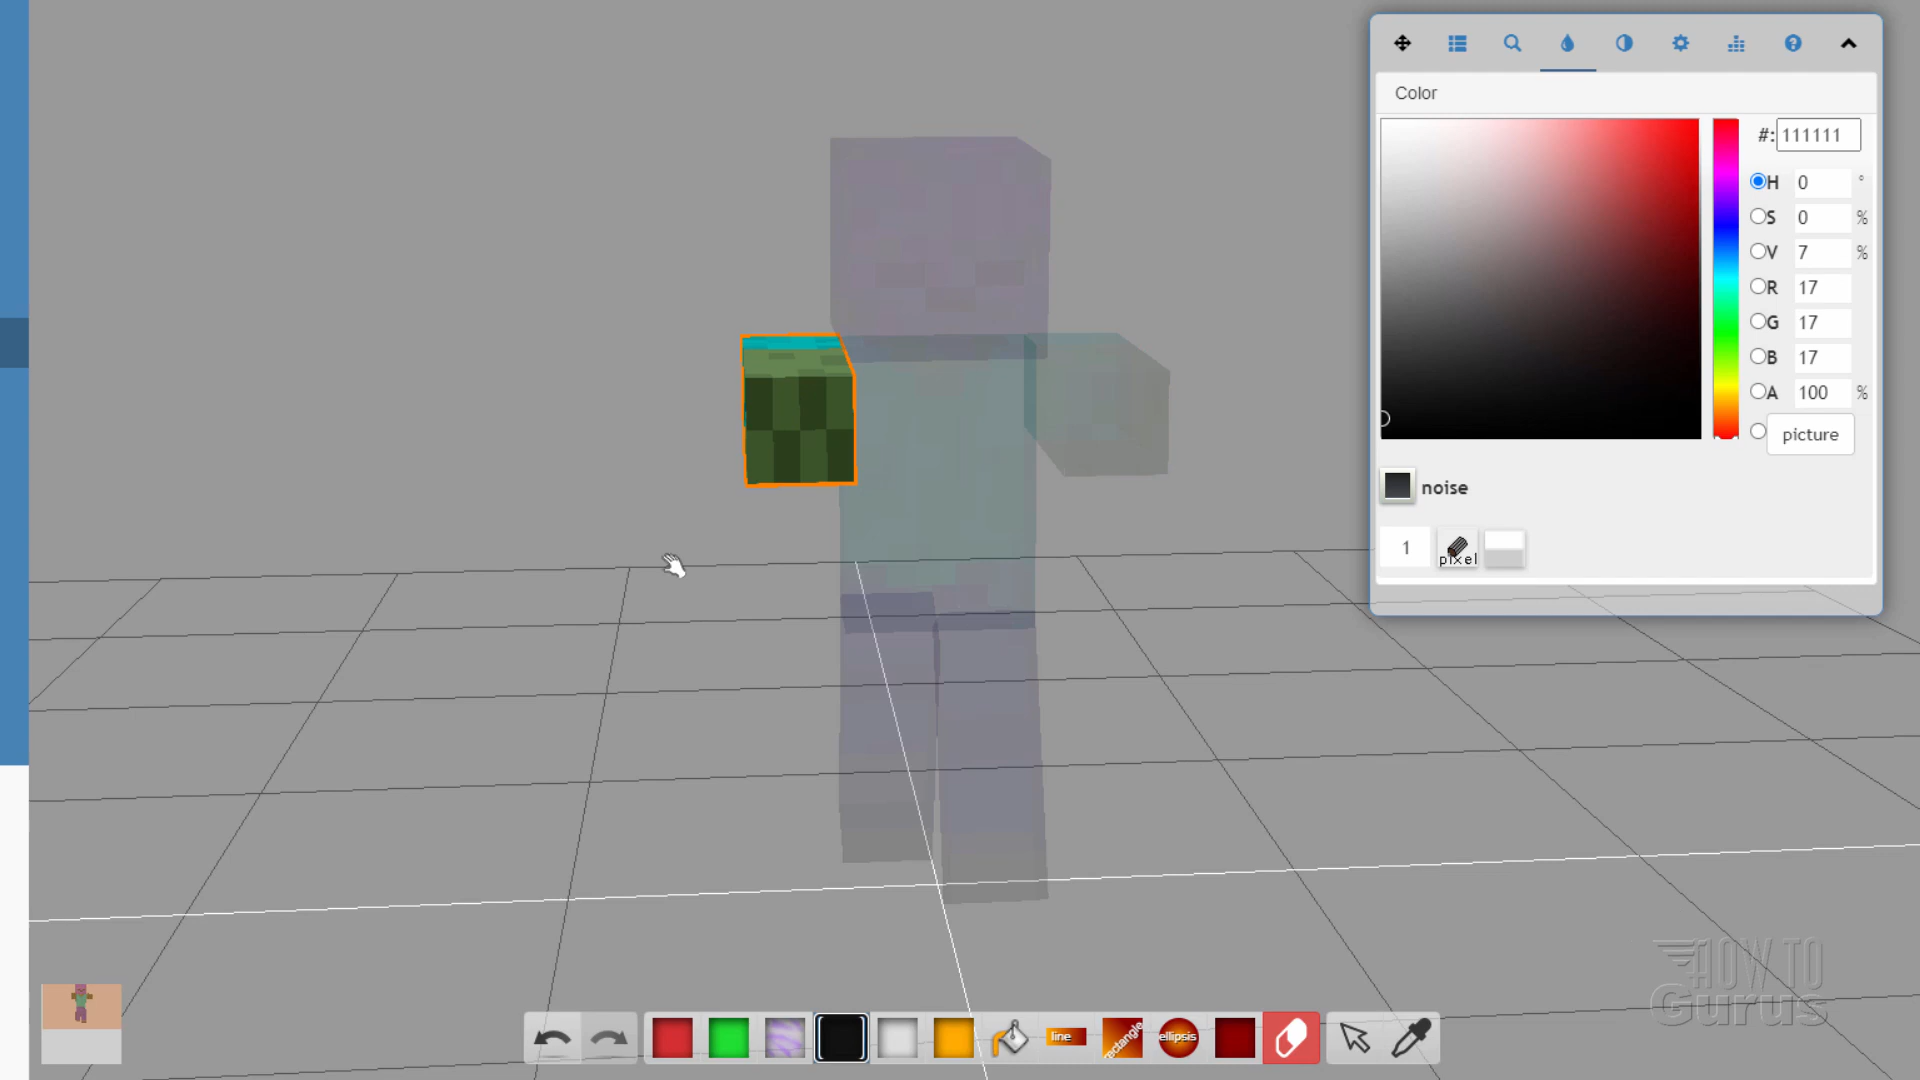 Color
#: 111111
H 0 °
S 0 %
V 7 %
R 17
G 17
B 17
A 100 %
picture
noise
1 pixel
HOW TO
Gurus
line rectangle ellipsis